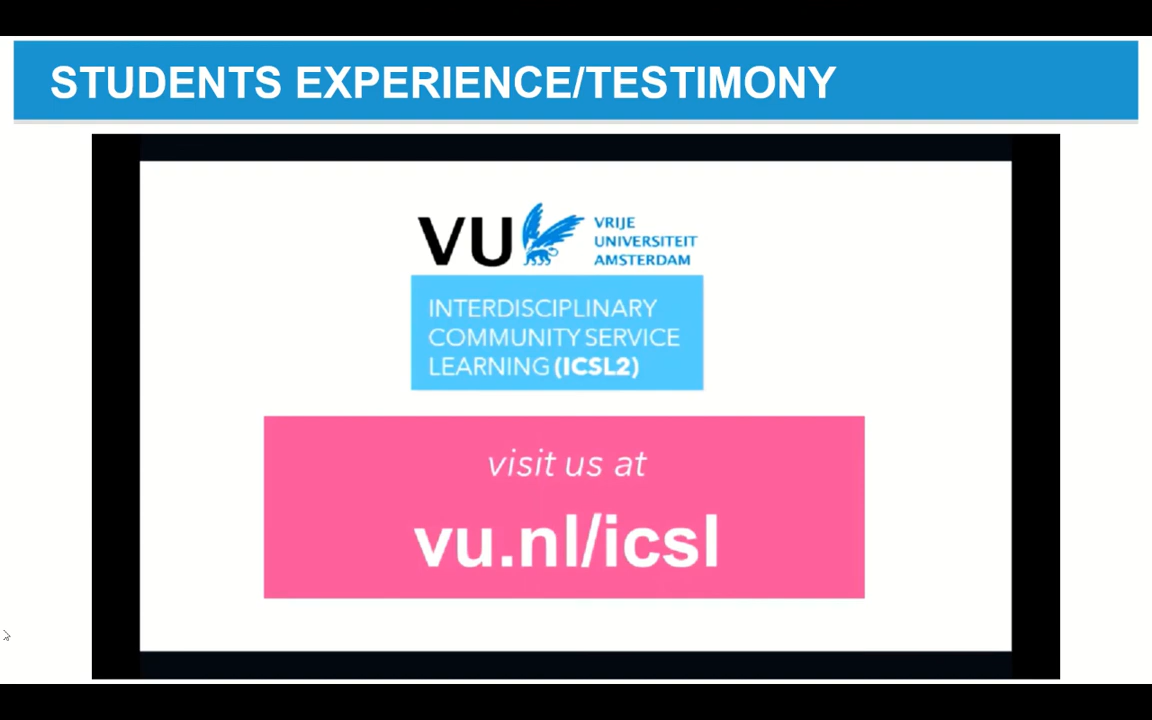 STUDENTS EXPERIENCE/TESTIMONY
VU
VRIJE
UNIVERSITEIT
AMSTERDAM
INTERDISCIPLINARY
COMMUNITY SERVICE
LEARNING (ICSL2)
visit us at
vu.nl/icsl